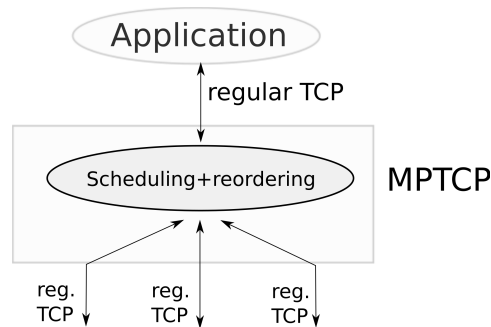 Application
regular TCP
Scheduling+reordering
MPTCP
reg.
TCP
reg.
TCP
reg.
TCP